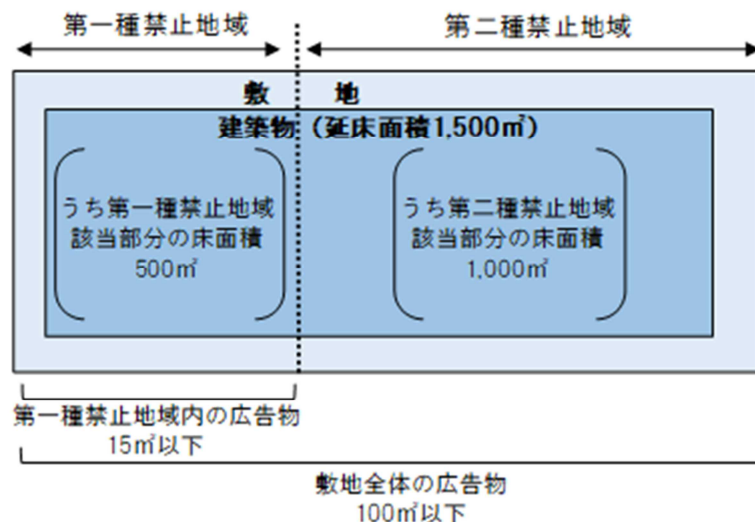 第一種禁止地域
第二種禁止地域
敷 地
建築物（延床面積1,500㎡）
うち第一種禁止地域
該当部分の床面積
500㎡
うち第二種禁止地域
該当部分の床面積
1,000㎡
第一種禁止地域内の広告物
15㎡以下
敷地全体の広告物
100㎡以下